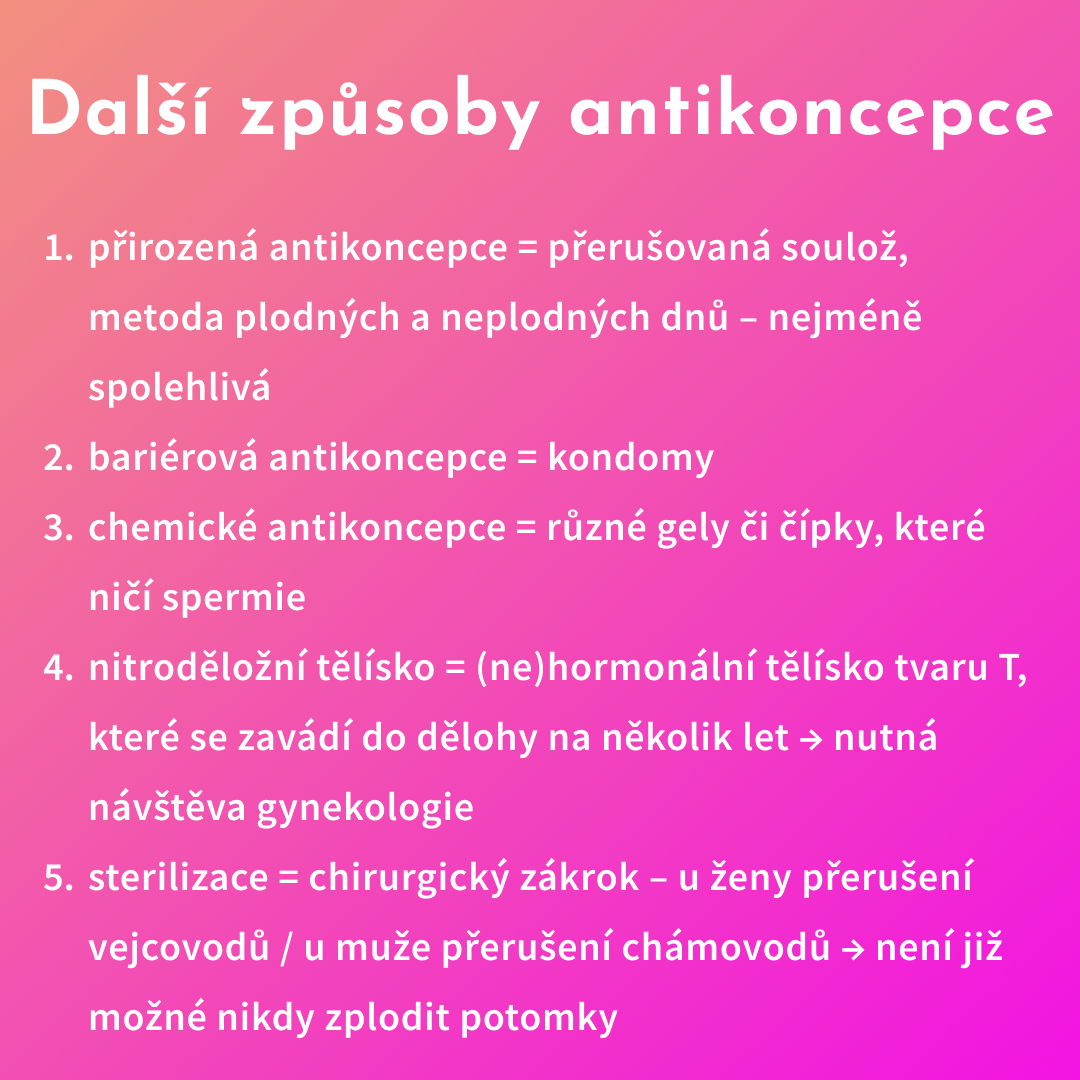 Další způsoby antikoncepce
1. přirozená antikoncepce = přerušovaná soulož,
metoda plodných a neplodných dnů – nejméně
spolehlivá
2. bariérová antikoncepce = kondomy
3. chemické antikoncepce = různé gely či čípky, které
ničí spermie
4. nitroděložní tělísko = (ne)hormonální tělísko tvaru T,
které se zavádí do dělohy na několik let → nutná
návštěva gynekologie
5. sterilizace = chirurgický zákrok – u ženy přerušení
vejcovodů / u muže přerušení chámovodů → není již
možné nikdy zplodit potomky